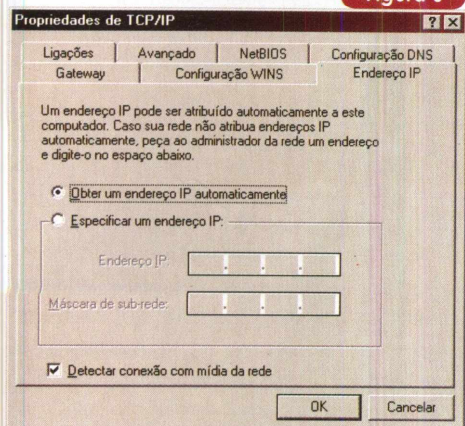 Propriedades de TCP/IP
Ligações Avançado NetBIOS Configuração DNS
Gateway Configuração WINS Endereço IP
Um endereço IP pode ser atribuído automaticamente a este
computador. Caso sua rede não atribua endereços IP
automaticamente, peça ao administrador da rede um endereço
e digite-o no espaço abaixo.
Obter um endereço IP automaticamente
Especificar um endereço IP:
Endereço IP:
Máscara de sub-rede:
Detectar conexão com mídia da rede
OK Cancelar